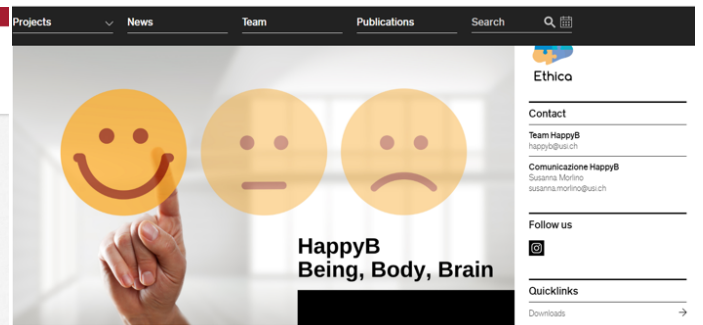 Projects
News
Team
Publications
Search
Ethica
Contact
Team HappyB
happyb@usi.ch
Comunicazione HappyB
Susanna Morlino
susanna.morlino@usi.ch
Follow us
HappyB
Being, Body, Brain
Quicklinks
Downloads